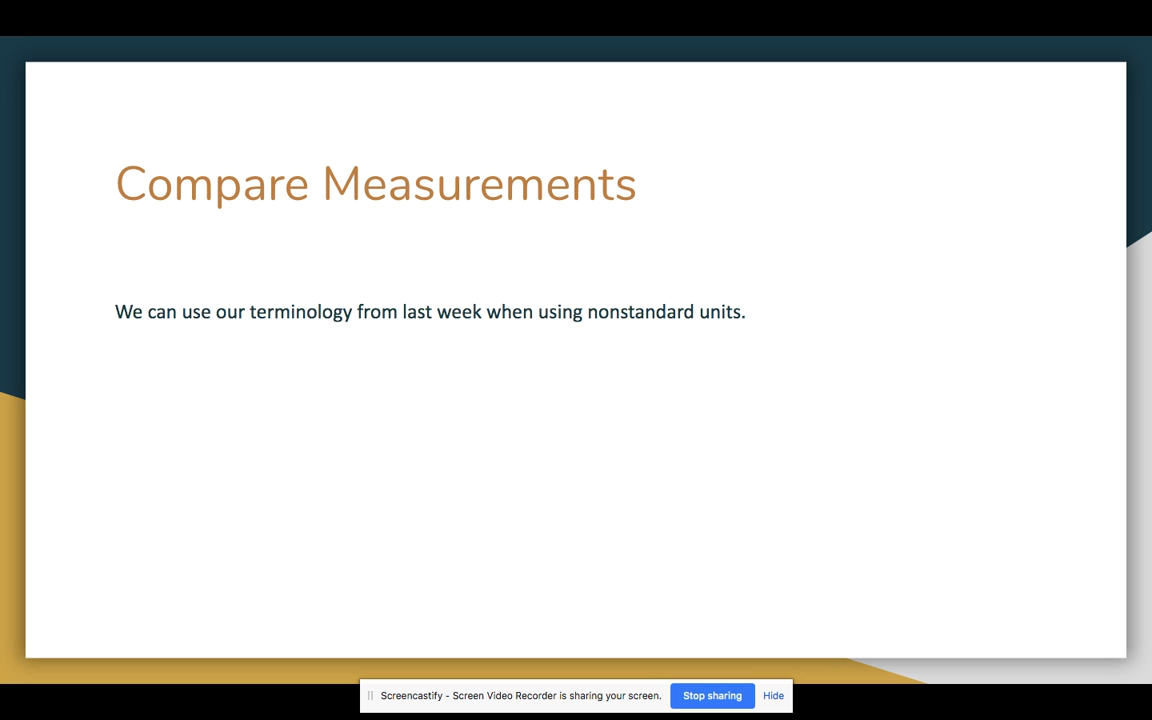 Compare Measurements
We can use our terminology from last week when using nonstandard units.
Screencastify - Screen Video Recorder is sharing your screen. Stop sharing Hide